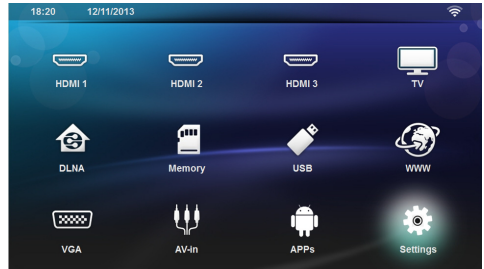 18:20 12/11/2013
HDMI 1 HDMI 2 HDMI 3 TV
DLNA Memory USB WWW
VGA AV-in APPs Settings